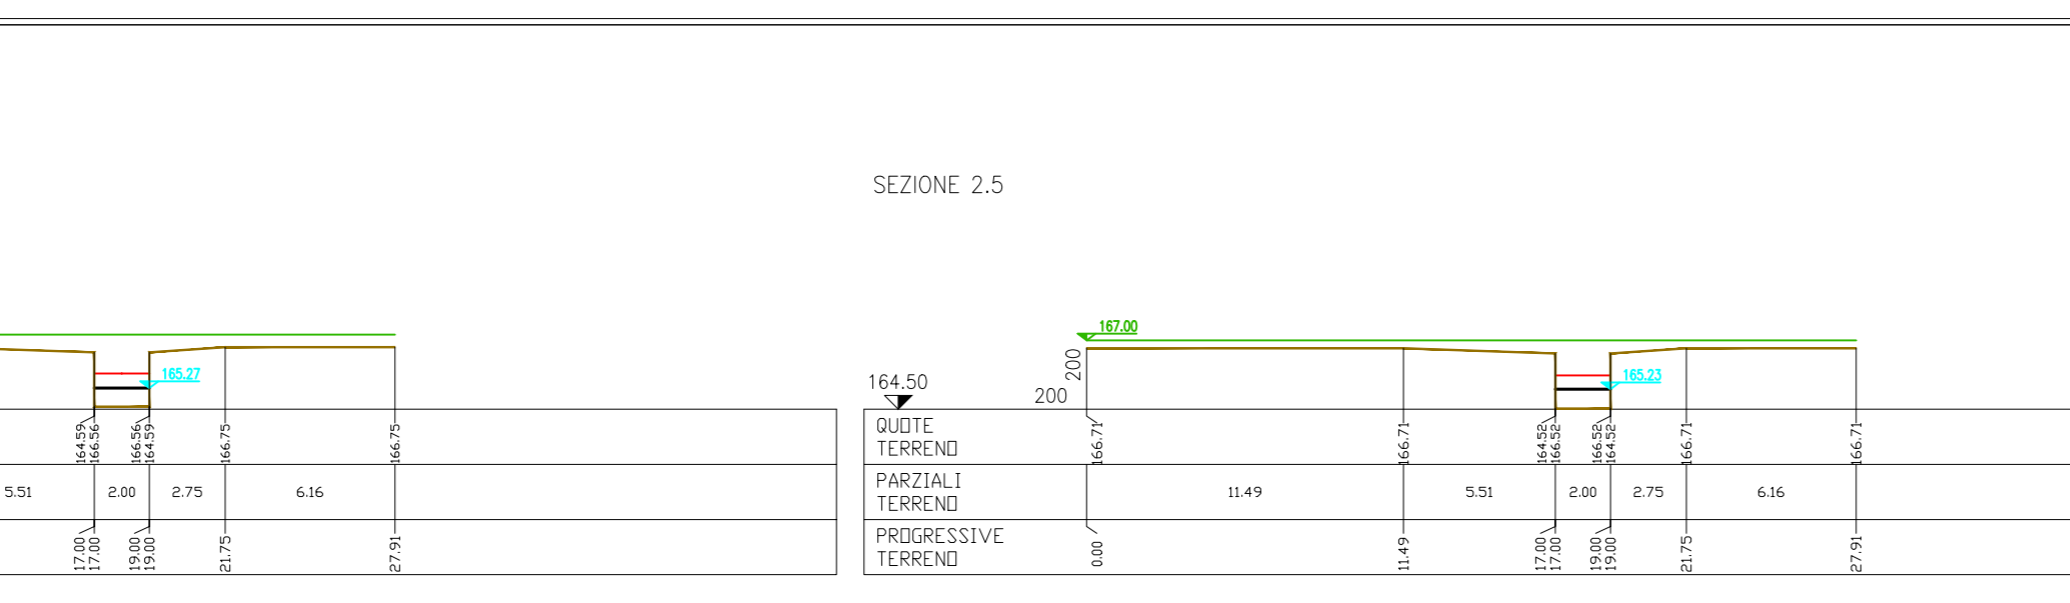 SEZIONE 2.5
165.27
164.59 166.56 166.56 164.59 166.75 166.75
5.51 2.00 2.75 6.16
17.00 17.00 19.00 19.00 21.75 27.91
167.00
200
200
164.50
165.23
QUOTE
TERRENO
166.71 166.71 164.52 166.52 166.52 164.52 166.71 166.71
PARZIALI
TERRENO
11.49 5.51 2.00 2.75 6.16
PROGRESSIVE
TERRENO
0.00 11.49 17.00 17.00 19.00 19.00 21.75 27.91